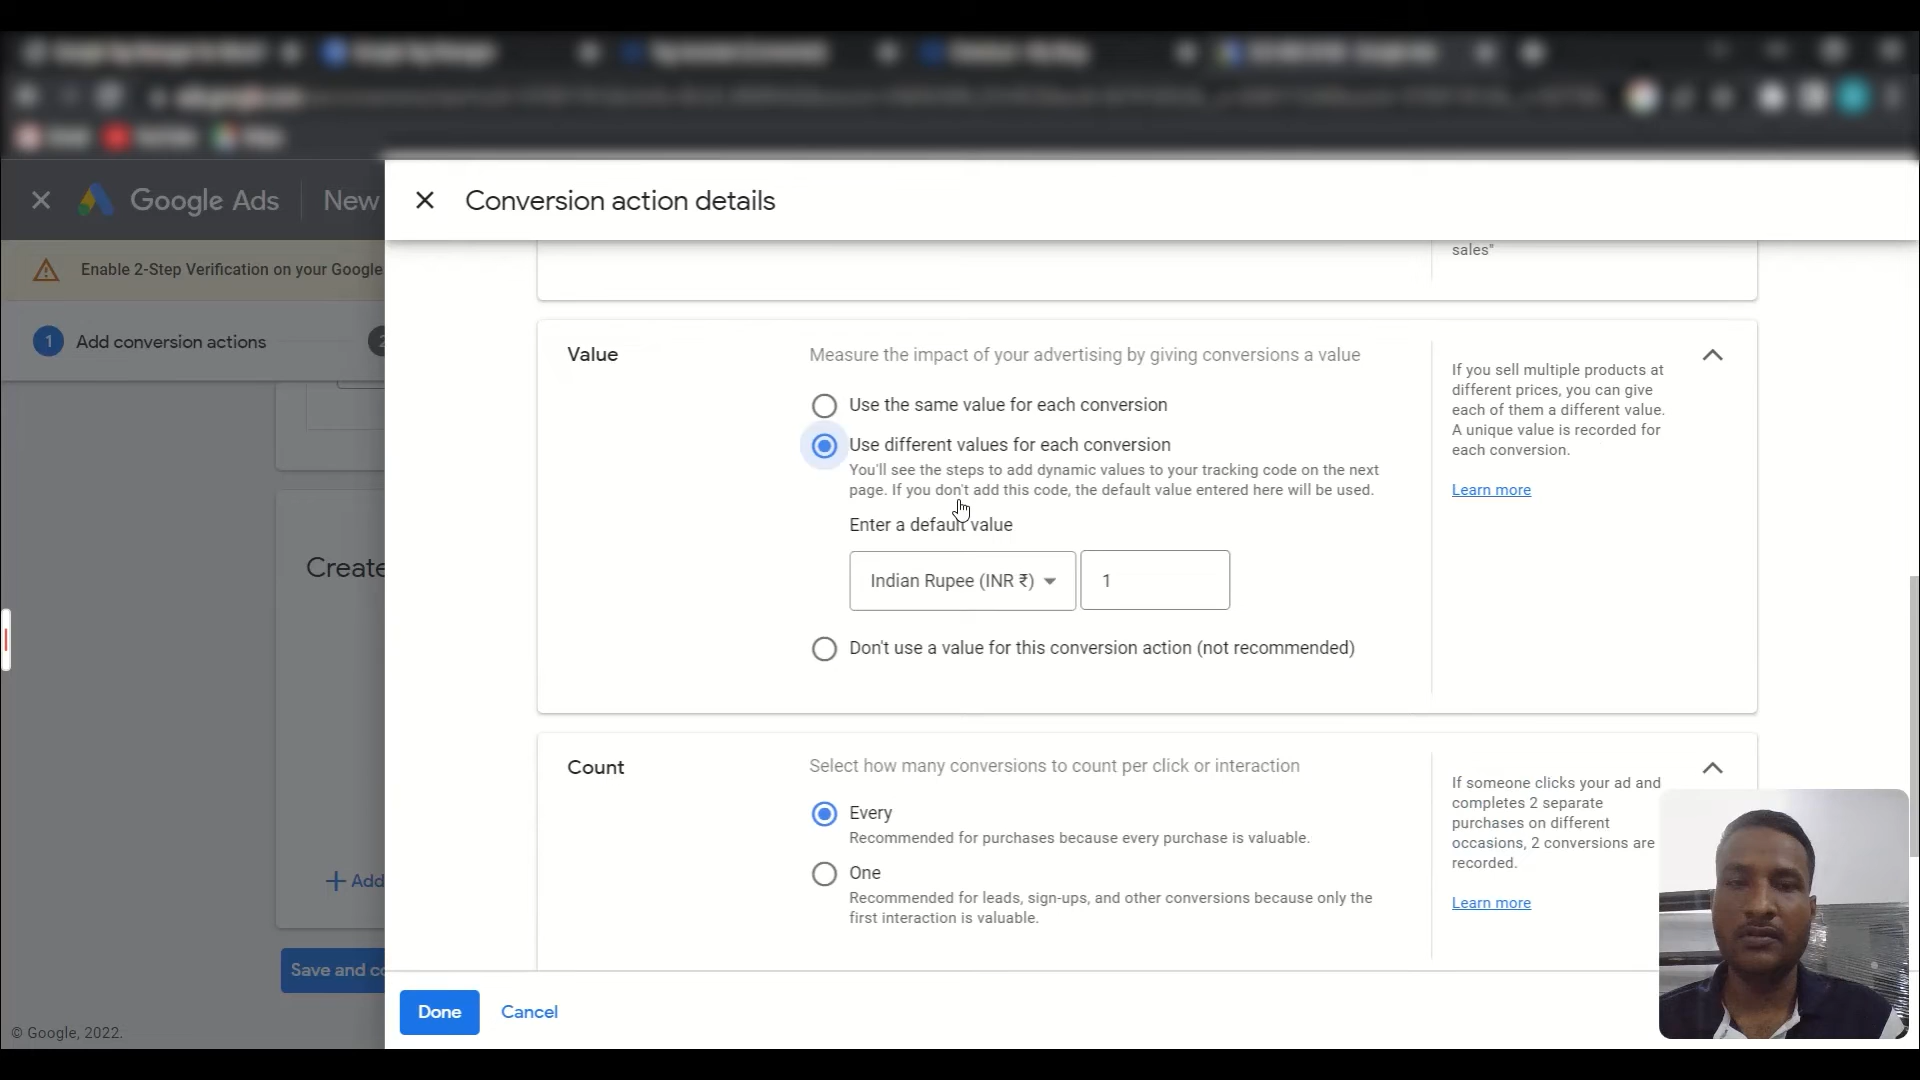 Google Ads
New
Conversion action details
Enable 2-Step Verification on your Google
sales"
1
Add conversion actions
2
Value
Measure the impact of your advertising by giving conversions a value
Use the same value for each conversion
Use different values for each conversion
You'll see the steps to add dynamic values to your tracking code on the next
page. If you don't add this code, the default value entered here will be used.
Enter a default value
Indian Rupee (INR ₹)
1
Don't use a value for this conversion action (not recommended)
If you sell multiple products at
different prices, you can give
each of them a different value.
A unique value is recorded for
each conversion.
Learn more
Create
Add
Save and co
Count
Select how many conversions to count per click or interaction
Every
Recommended for purchases because every purchase is valuable.
One
Recommended for leads, sign-ups, and other conversions because only the
first interaction is valuable.
If someone clicks your ad and
completes 2 separate
purchases on different
occasions, 2 conversions are
recorded.
Learn more
Done
Cancel
© Google, 2022.